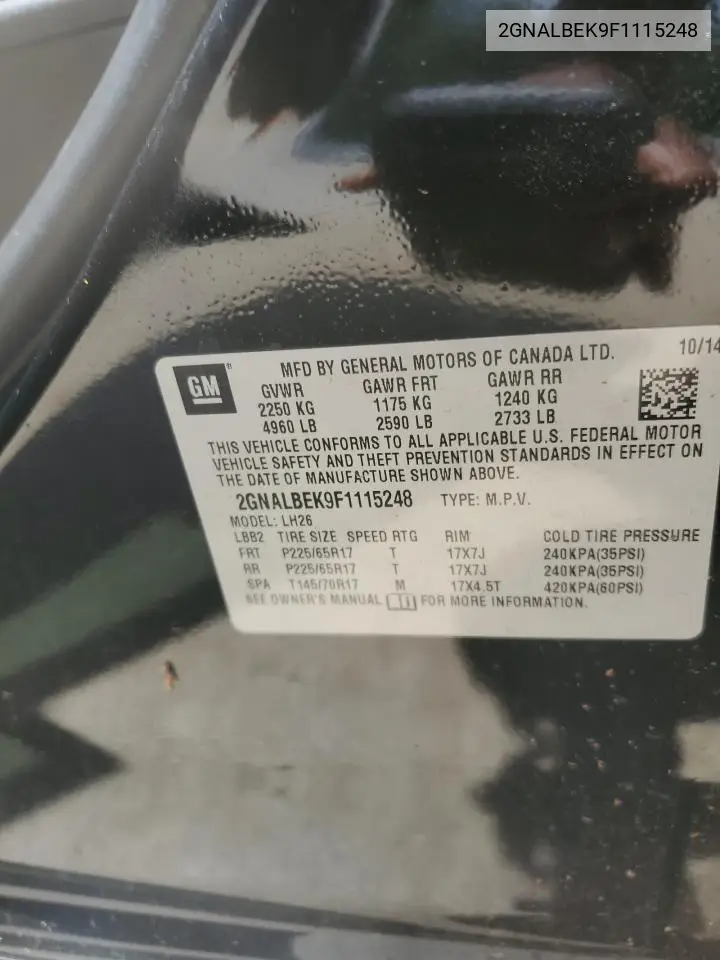 2GNALBEK9F1115248
GM ®
MFD BY GENERAL MOTORS OF CANADA LTD. 10/14
GVWR GAWR FRT GAWR RR
2250 KG 1175 KG 1240 KG
4960 LB 2590 LB 2733 LB
THIS VEHICLE CONFORMS TO ALL APPLICABLE U.S. FEDERAL MOTOR
VEHICLE SAFETY AND THEFT PREVENTION STANDARDS IN EFFECT ON
THE DATE OF MANUFACTURE SHOWN ABOVE.
2GNALBEK9F1115248 TYPE: M.P.V.
MODEL: LH26
LBB2 TIRE SIZE SPEED RTG RIM COLD TIRE PRESSURE
FRT P225/65R17 T 17X7J 240KPA(35PSI)
RR P225/65R17 T 17X7J 240KPA(35PSI)
SPA T145/70R17 M 17X4.5T 420KPA(60PSI)
SEE OWNER'S MANUAL FOR MORE INFORMATION.